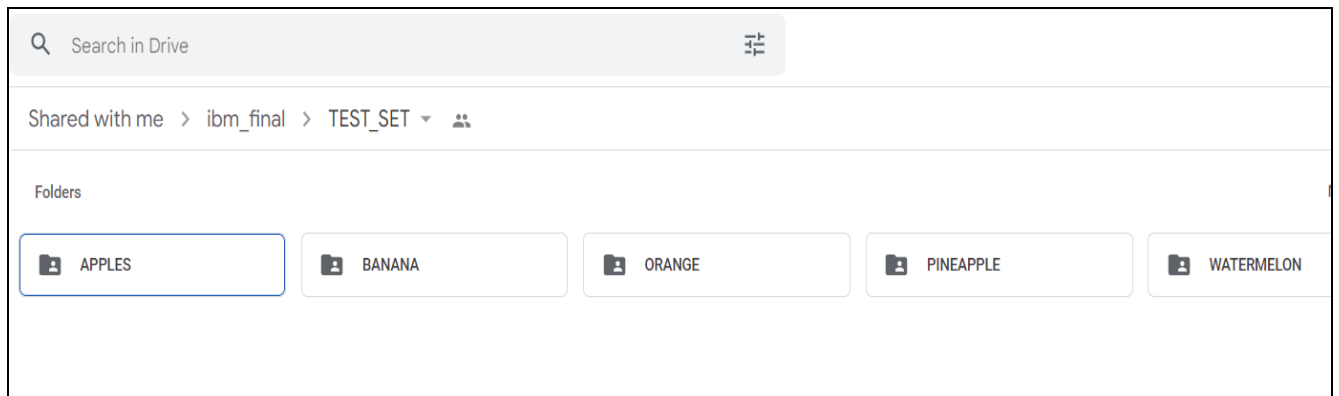 Search in Drive
Shared with me > ibm_final > TEST_SET
Folders
APPLES BANANA ORANGE PINEAPPLE WATERMELON